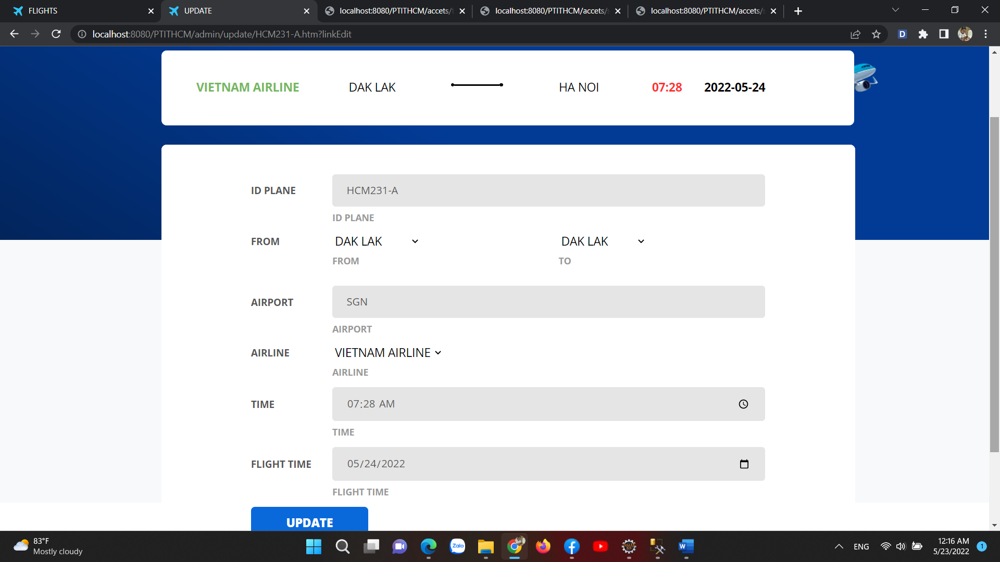 FLIGHTS
UPDATE
localhost:8080/PTITHCM/accets/
localhost:8080/PTITHCM/accets/
localhost:8080/PTITHCM/accets/
localhost:8080/PTITHCM/admin/update/HCM231-A.htm?linkEdit
D
VIETNAM AIRLINE DAK LAK HA NOI 07:28 2022-05-24
ID PLANE HCM231-A
ID PLANE
FROM DAK LAK DAK LAK
FROM TO
AIRPORT SGN
AIRPORT
AIRLINE VIETNAM AIRLINE
AIRLINE
TIME 07:28 AM
TIME
FLIGHT TIME 05/24/2022
FLIGHT TIME
UPDATE
83°F
Mostly cloudy
Zalo
W
ENG
12:16 AM
5/23/2022
1